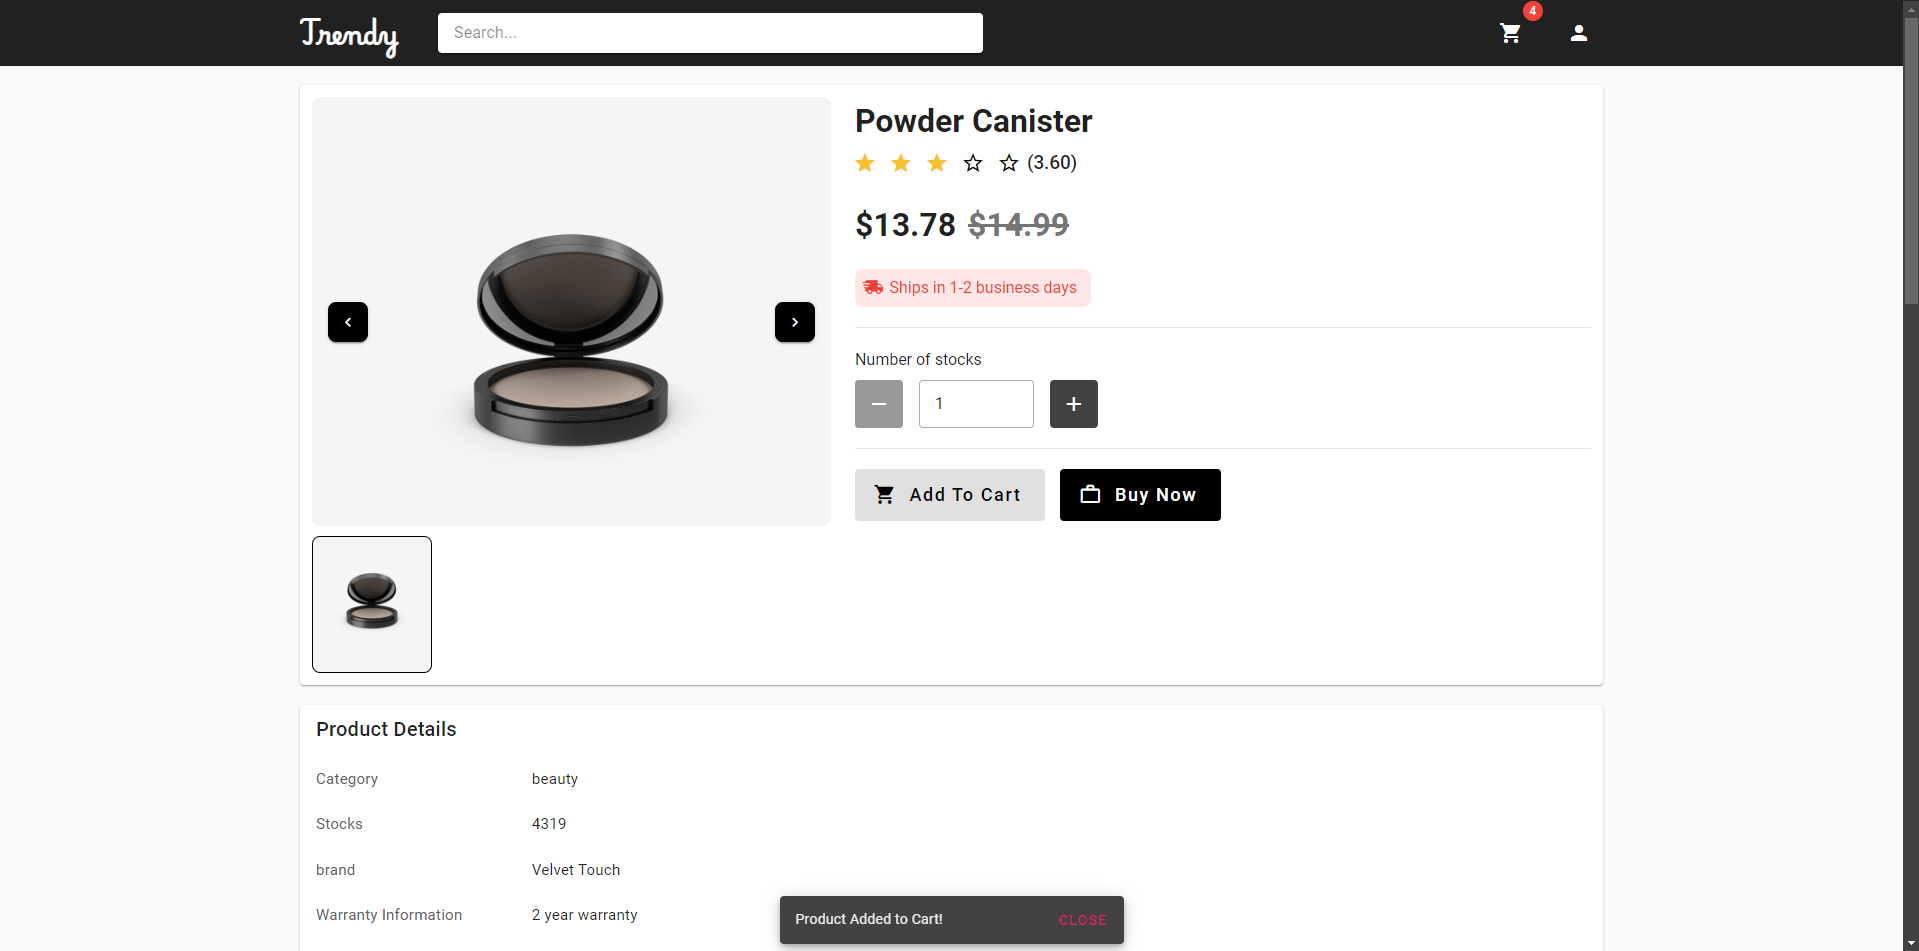 Trendy
Search...
4
Powder Canister
(3.60)
$13.78 $14.99
Ships in 1-2 business days
Number of stocks
1
Add To Cart
Buy Now
Product Details
Category beauty
Stocks 4319
brand Velvet Touch
Warranty Information 2 year warranty
Product Added to Cart! CLOSE